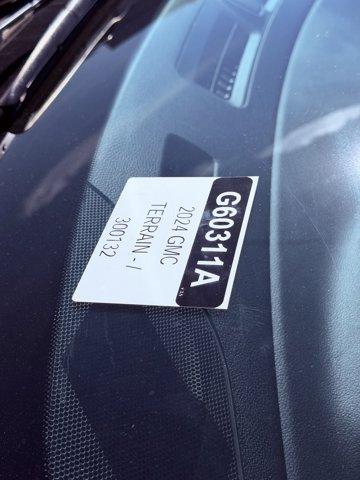 G60311A
2024 GMC
TERRAIN - /
300132